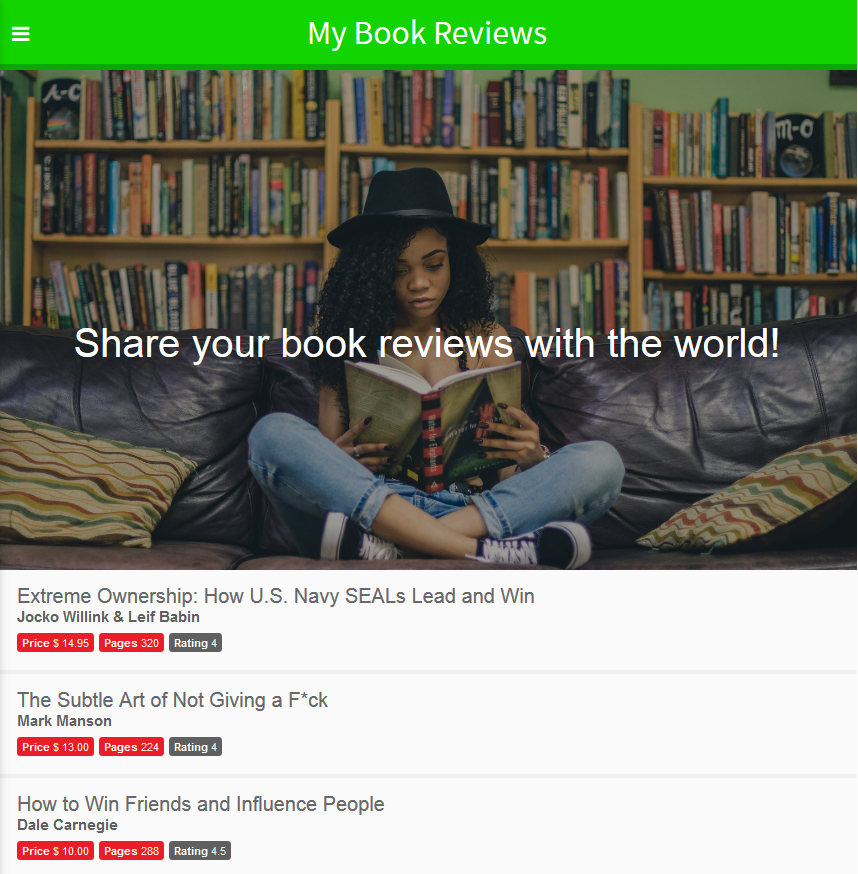 My Book Reviews
A-C
m-o
Share your book reviews with the world!
Extreme Ownership: How U.S. Navy SEALs Lead and Win
Jocko Willink & Leif Babin
Price $ 14.95 Pages 320 Rating 4
The Subtle Art of Not Giving a F*ck
Mark Manson
Price $ 13.00 Pages 224 Rating 4
How to Win Friends and Influence People
Dale Carnegie
Price $ 10.00 Pages 288 Rating 4.5